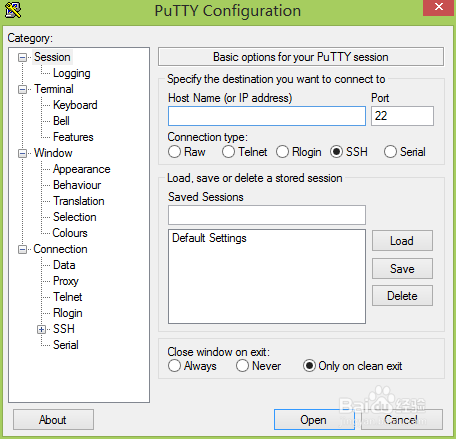 PuTTY Configuration
Category:
Session
Logging
Terminal
Keyboard
Bell
Features
Window
Appearance
Behaviour
Translation
Selection
Colours
Connection
Data
Proxy
Telnet
Rlogin
SSH
Serial
Basic options for your PuTTY session
Specify the destination you want to connect to
Host Name (or IP address) Port
22
Connection type:
Raw Telnet Rlogin SSH Serial
Load, save or delete a stored session
Saved Sessions
Default Settings
Load
Save
Delete
Close window on exit:
Always Never Only on clean exit
Baidu 经验
About Open Cancel